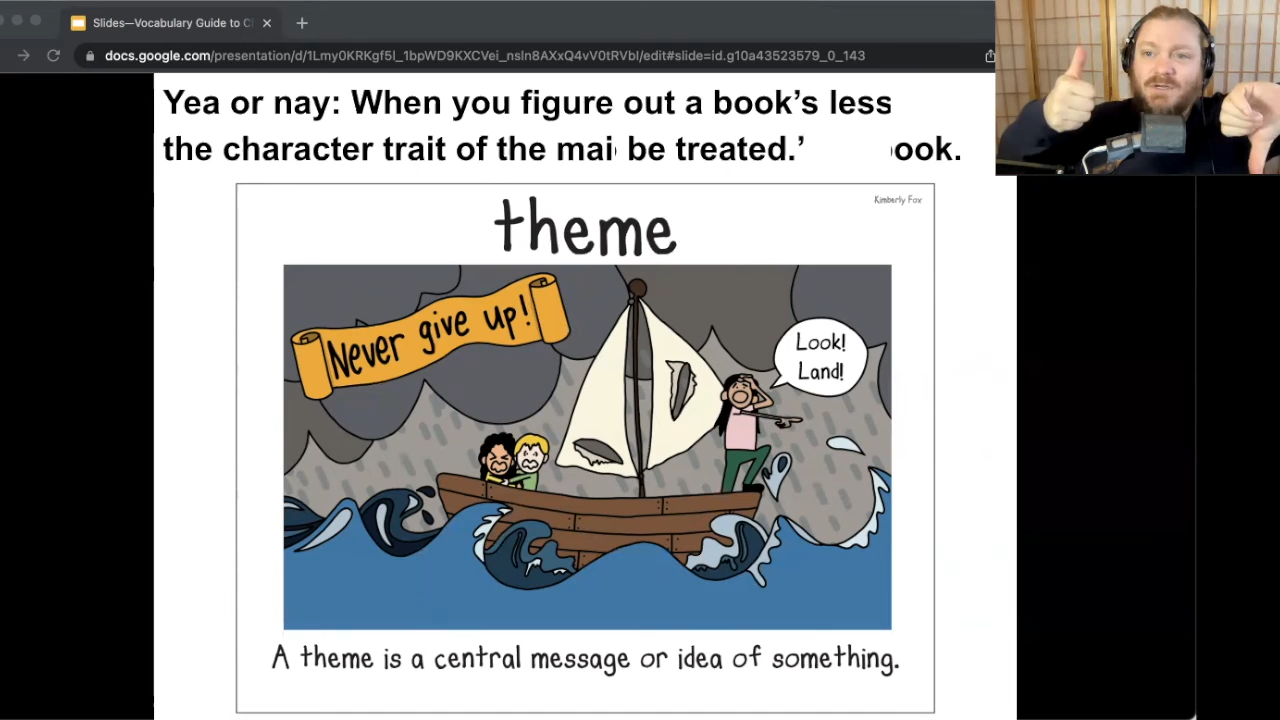 Slides—Vocabulary Guide to C
docs.google.com/presentation/d/1Lmy0KRKgf5I_1bpWD9KXCVei_nsln8AXxQ4vV0tRVbI/edit#slide=id.g10a43523579_0_143
Yea or nay: When you figure out a book’s less
the character trait of the mai be treated.’ ook.
Kimberly Fox
theme
Never give up!
Look!
Land!
A theme is a central message or idea of something.